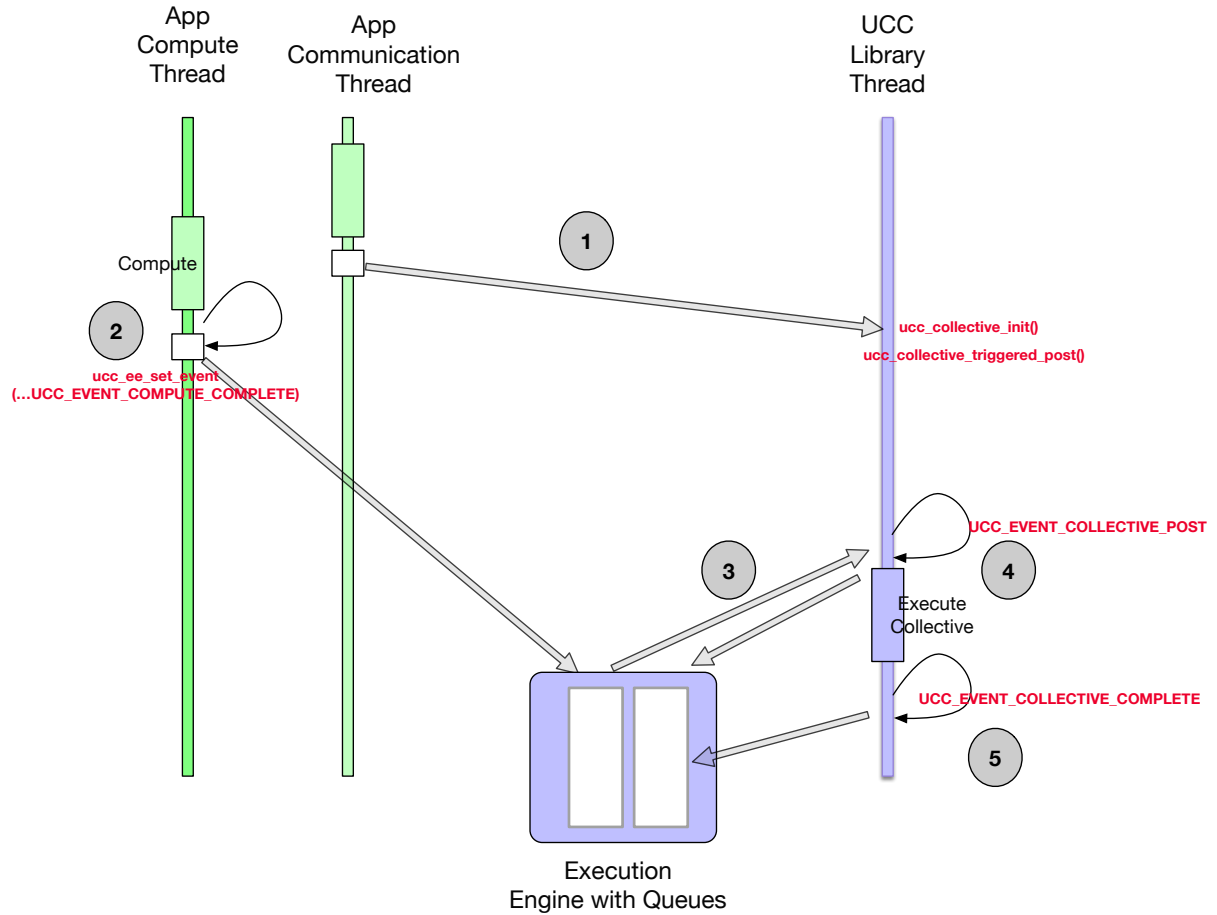 App
Compute
Thread
App
Communication
Thread
UCC
Library
Thread
1
Compute
2
ucc_collective_init()
ucc_collective_triggered_post()
ucc_ee_set_event
(...UCC_EVENT_COMPUTE_COMPLETE)
UCC_EVENT_COLLECTIVE_POST
3
4
Execute
Collective
UCC_EVENT_COLLECTIVE_COMPLETE
5
Execution
Engine with Queues